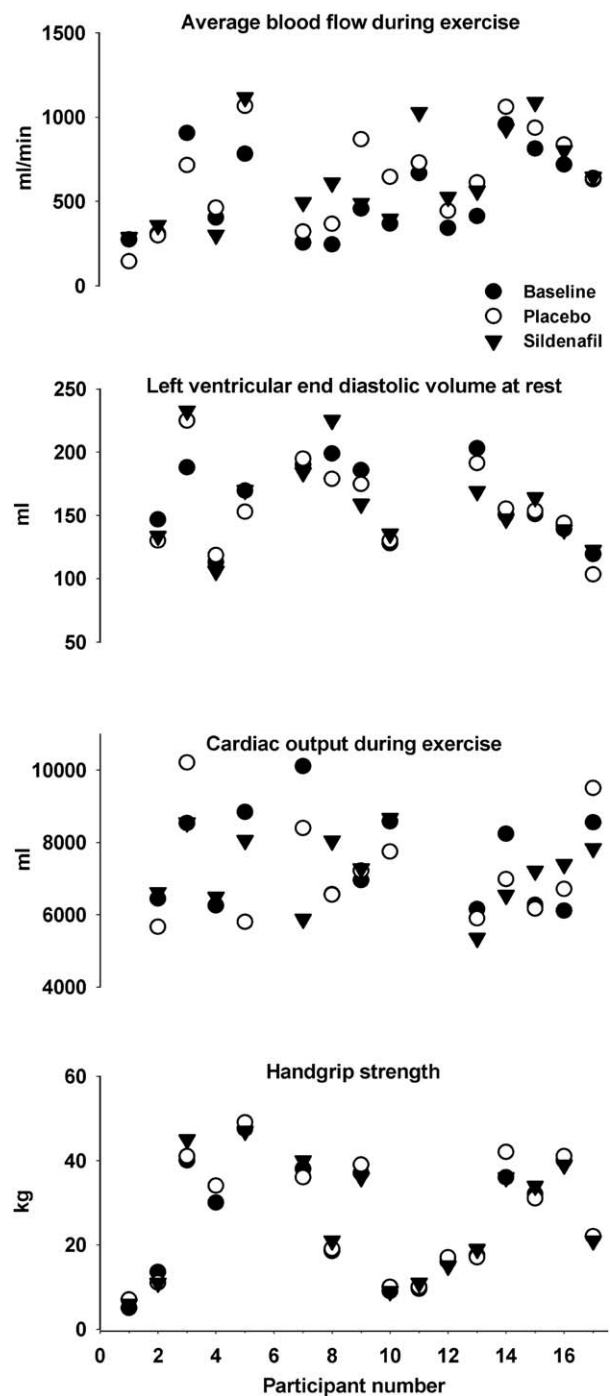 Average blood flow during exercise
1500
1000
500
0
ml/min
Baseline
Placebo
Sildenafil
Left ventricular end diastolic volume at rest
250
200
150
100
50
ml
Cardiac output during exercise
10000
8000
6000
4000
ml
Handgrip strength
60
40
20
0
kg
0 2 4 6 8 10 12 14 16
Participant number